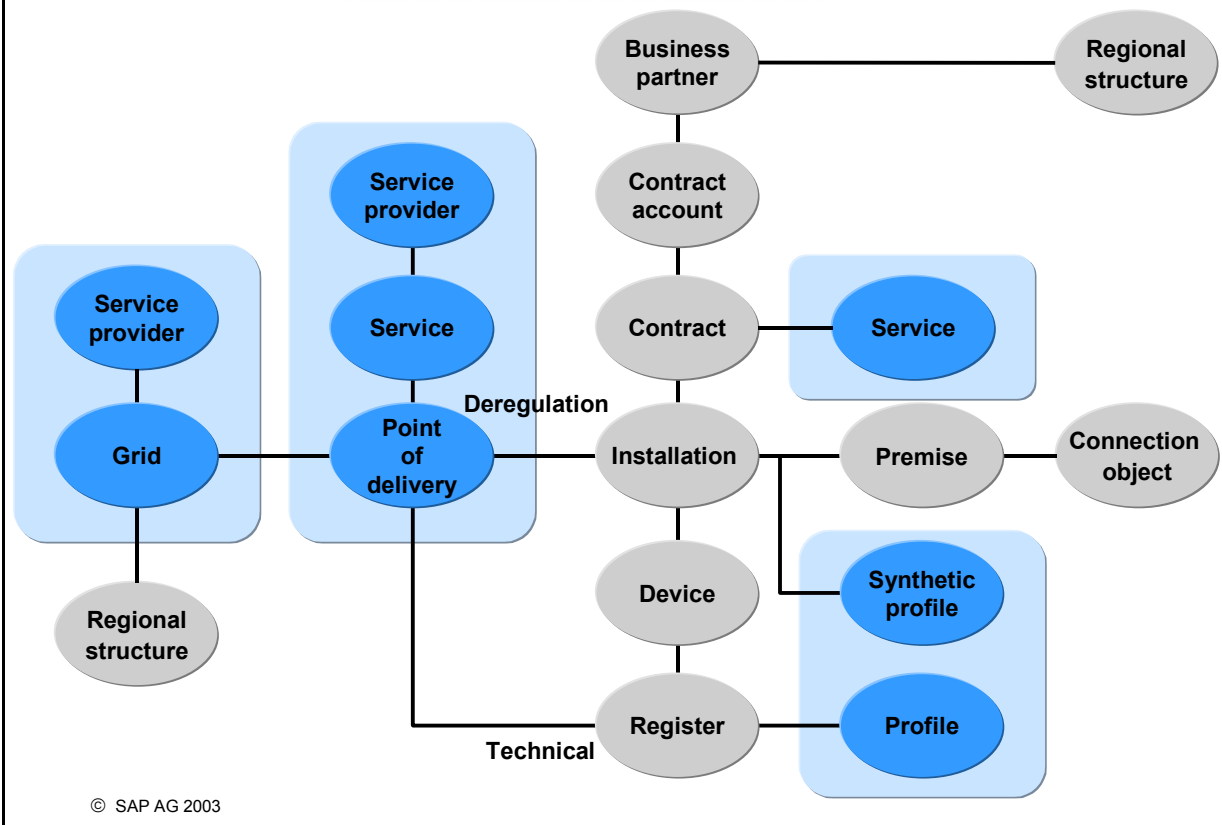 Business
partner
Regional
structure
Service
provider
Contract
account
Service
provider
Service
Contract
Service
Deregulation
Grid
Point
of
delivery
Installation
Premise
Connection
object
Device
Synthetic
profile
Regional
structure
Register
Profile
Technical
© SAP AG 2003